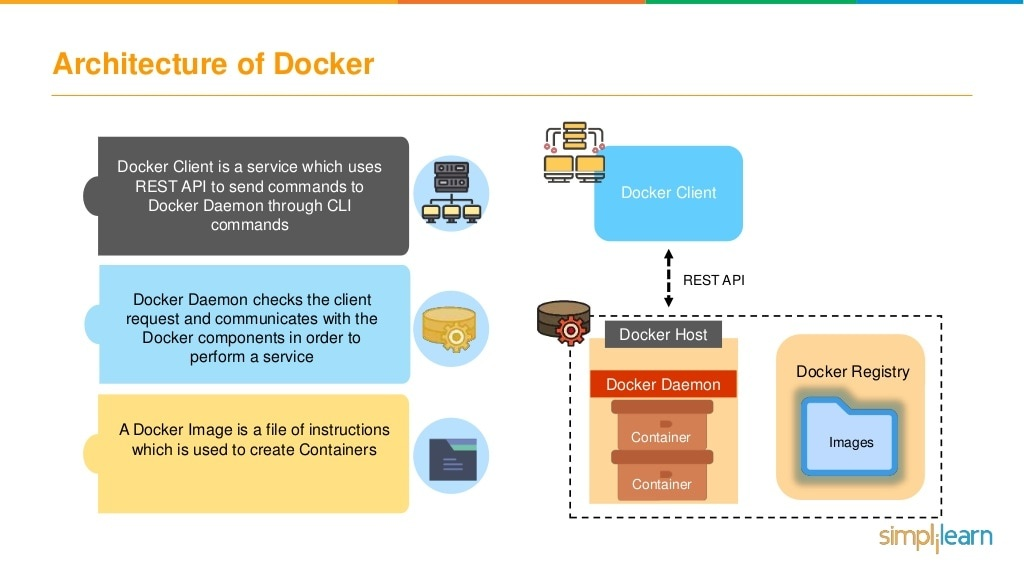 Architecture of Docker
Docker Client is a service which uses
REST API to send commands to
Docker Daemon through CLI
commands
Docker Daemon checks the client
request and communicates with the
Docker components in order to
perform a service
A Docker Image is a file of instructions
which is used to create Containers
Docker Client
REST API
Docker Host
Docker Daemon
Container
Container
Docker Registry
Images
simplilearn